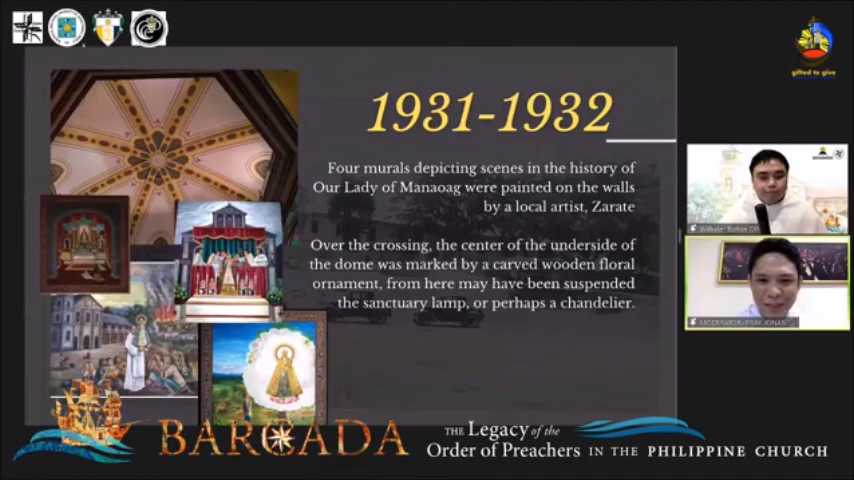 gifted to give
1931-1932
Four murals depicting scenes in the history of
Our Lady of Manaoag were painted on the walls
by a local artist, Zarate
Over the crossing, the center of the underside of
the dome was marked by a carved wooden floral
ornament, from here may have been suspended
the sanctuary lamp, or perhaps a chandelier.
MODERATOR- FRAY JONAR
BARCADA
THE Legacy of the
Order of Preachers IN THE PHILIPPINE CHURCH